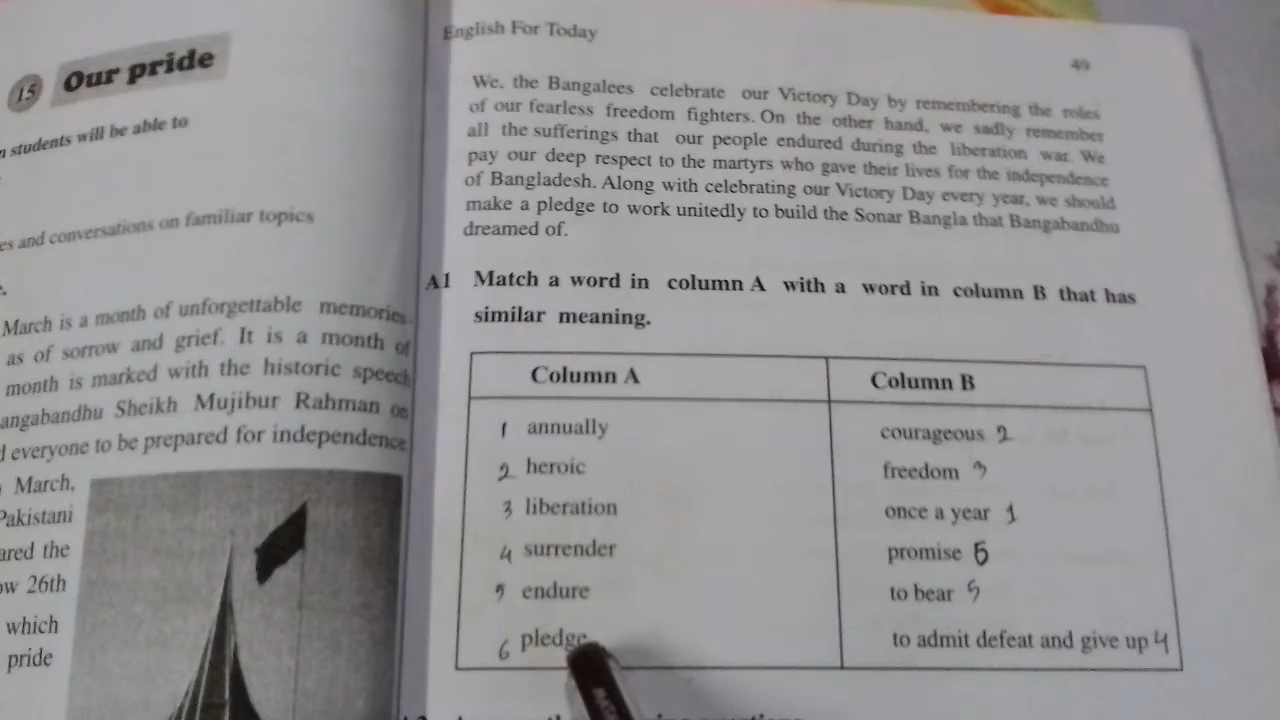 15 Our pride
students will be able to
es and conversations on familiar topics
March is a month of unforgettable memories
as of sorrow and grief. It is a month of
month is marked with the historic speech
angabandhu Sheikh Mujibur Rahman on
everyone to be prepared for independence
March,
Pakistani
ared the
ow 26th
which
pride
English For Today
49
We, the Bangalees celebrate our Victory Day by remembering the roles
of our fearless freedom fighters. On the other hand, we sadly remember
all the sufferings that our people endured during the liberation war. We
pay our deep respect to the martyrs who gave their lives for the independence
of Bangladesh. Along with celebrating our Victory Day every year, we should
make a pledge to work unitedly to build the Sonar Bangla that Bangabandhu
dreamed of.
A1 Match a word in column A with a word in column B that has
similar meaning.
Column A Column B
1 annually courageous 2
2 heroic freedom 3
3 liberation once a year 1
4 surrender promise 6
5 endure to bear 5
6 pledge to admit defeat and give up 4